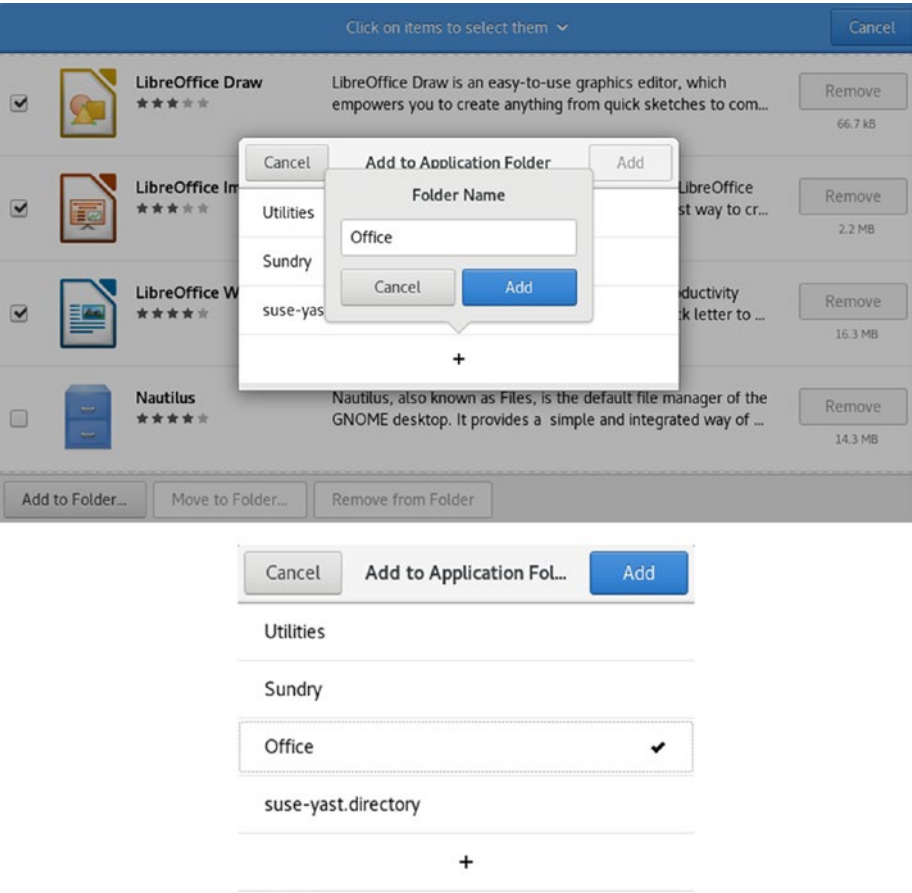 Click on items to select them
Cancel
LibreOffice Draw
LibreOffice Draw is an easy-to-use graphics editor, which
empowers you to create anything from quick sketches to com...
Remove
66.7 kB
Cancel
Add to Application Folder
Add
LibreOffice Im
LibreOffice
st way to cr...
Remove
2.2 MB
Folder Name
Utilities
Office
Sundry
Cancel
Add
LibreOffice W
ductivity
k letter to ...
Remove
16.3 MB
suse-yas
+
Nautilus
Nautilus, also known as Files, is the default file manager of the
GNOME desktop. It provides a simple and integrated way of ...
Remove
14.3 MB
Add to Folder...
Move to Folder...
Remove from Folder
Cancel
Add to Application Fol...
Add
Utilities
Sundry
Office
suse-yast.directory
+